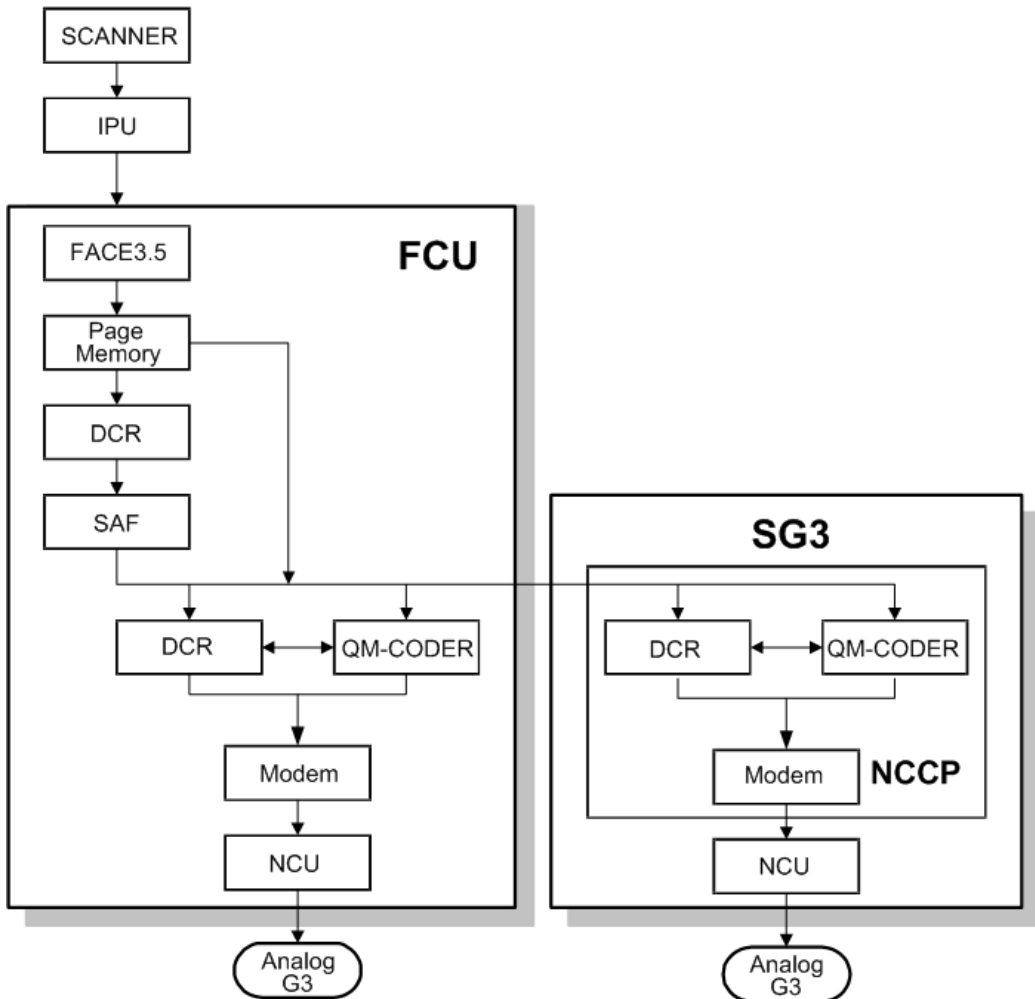 SCANNER
IPU
FCU
FACE3.5
Page
Memory
DCR
SAF
DCR
QM-CODER
Modem
NCU
Analog
G3
SG3
DCR
QM-CODER
Modem
NCCP
NCU
Analog
G3